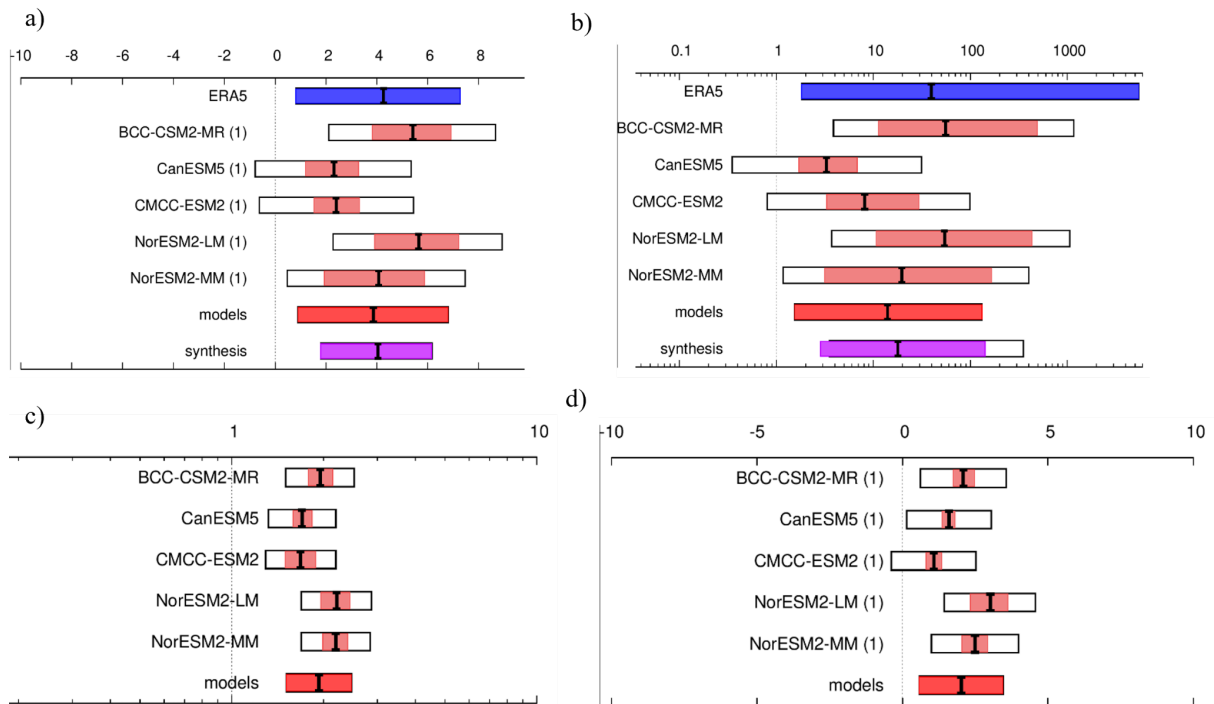 a)
-10 -8 -6 -4 -2 0 2 4 6 8
ERA5
BCC-CSM2-MR (1)
CanESM5 (1)
CMCC-ESM2 (1)
NorESM2-LM (1)
NorESM2-MM (1)
models
synthesis
b)
0.1 1 10 100 1000
ERA5
BCC-CSM2-MR
CanESM5
CMCC-ESM2
NorESM2-LM
NorESM2-MM
models
synthesis
c)
1 10
BCC-CSM2-MR
CanESM5
CMCC-ESM2
NorESM2-LM
NorESM2-MM
models
d)
-10 -5 0 5 10
BCC-CSM2-MR (1)
CanESM5 (1)
CMCC-ESM2 (1)
NorESM2-LM (1)
NorESM2-MM (1)
models